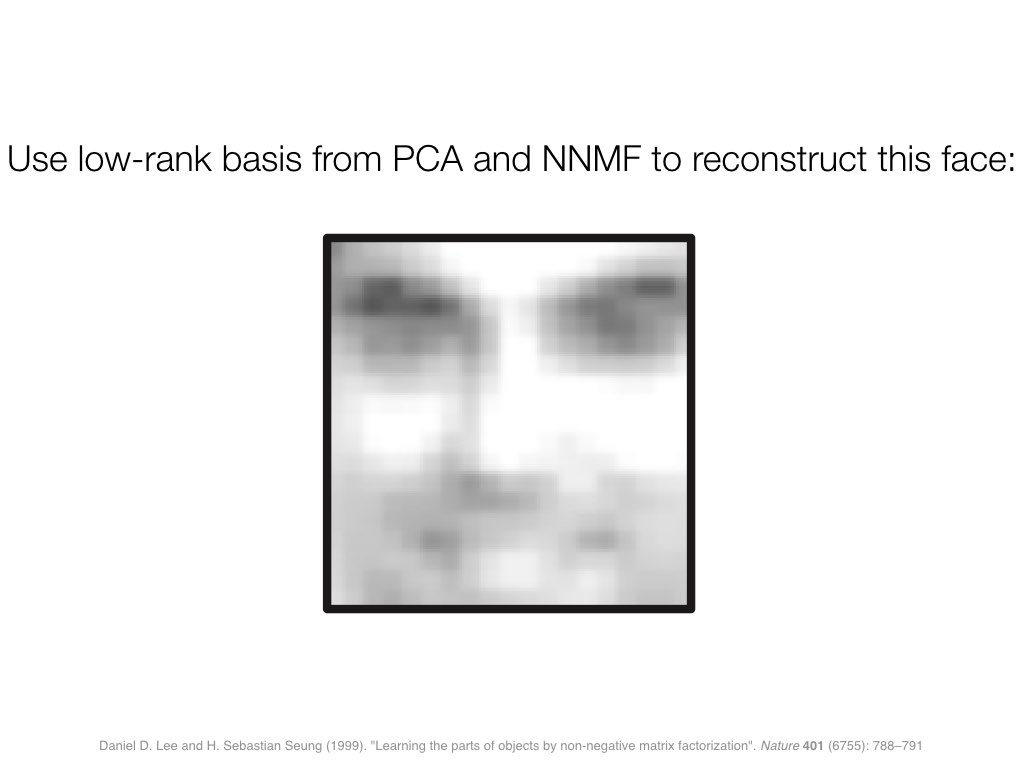 Use low-rank basis from PCA and NNMF to reconstruct this face:
Daniel D. Lee and H. Sebastian Seung (1999). "Learning the parts of objects by non-negative matrix factorization". Nature 401 (6755): 788–791